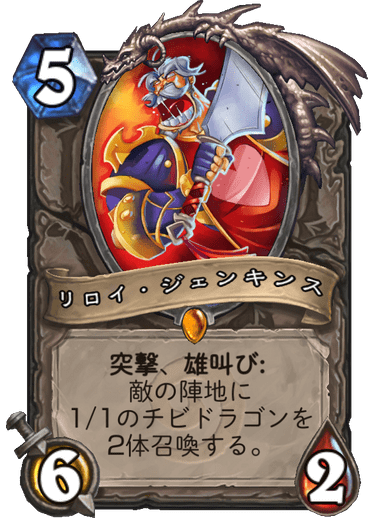 5
リロイ・ジェンキンス
突撃、雄叫び:
敵の陣地に
1/1のチビドラゴンを
2体召喚する。
6
2